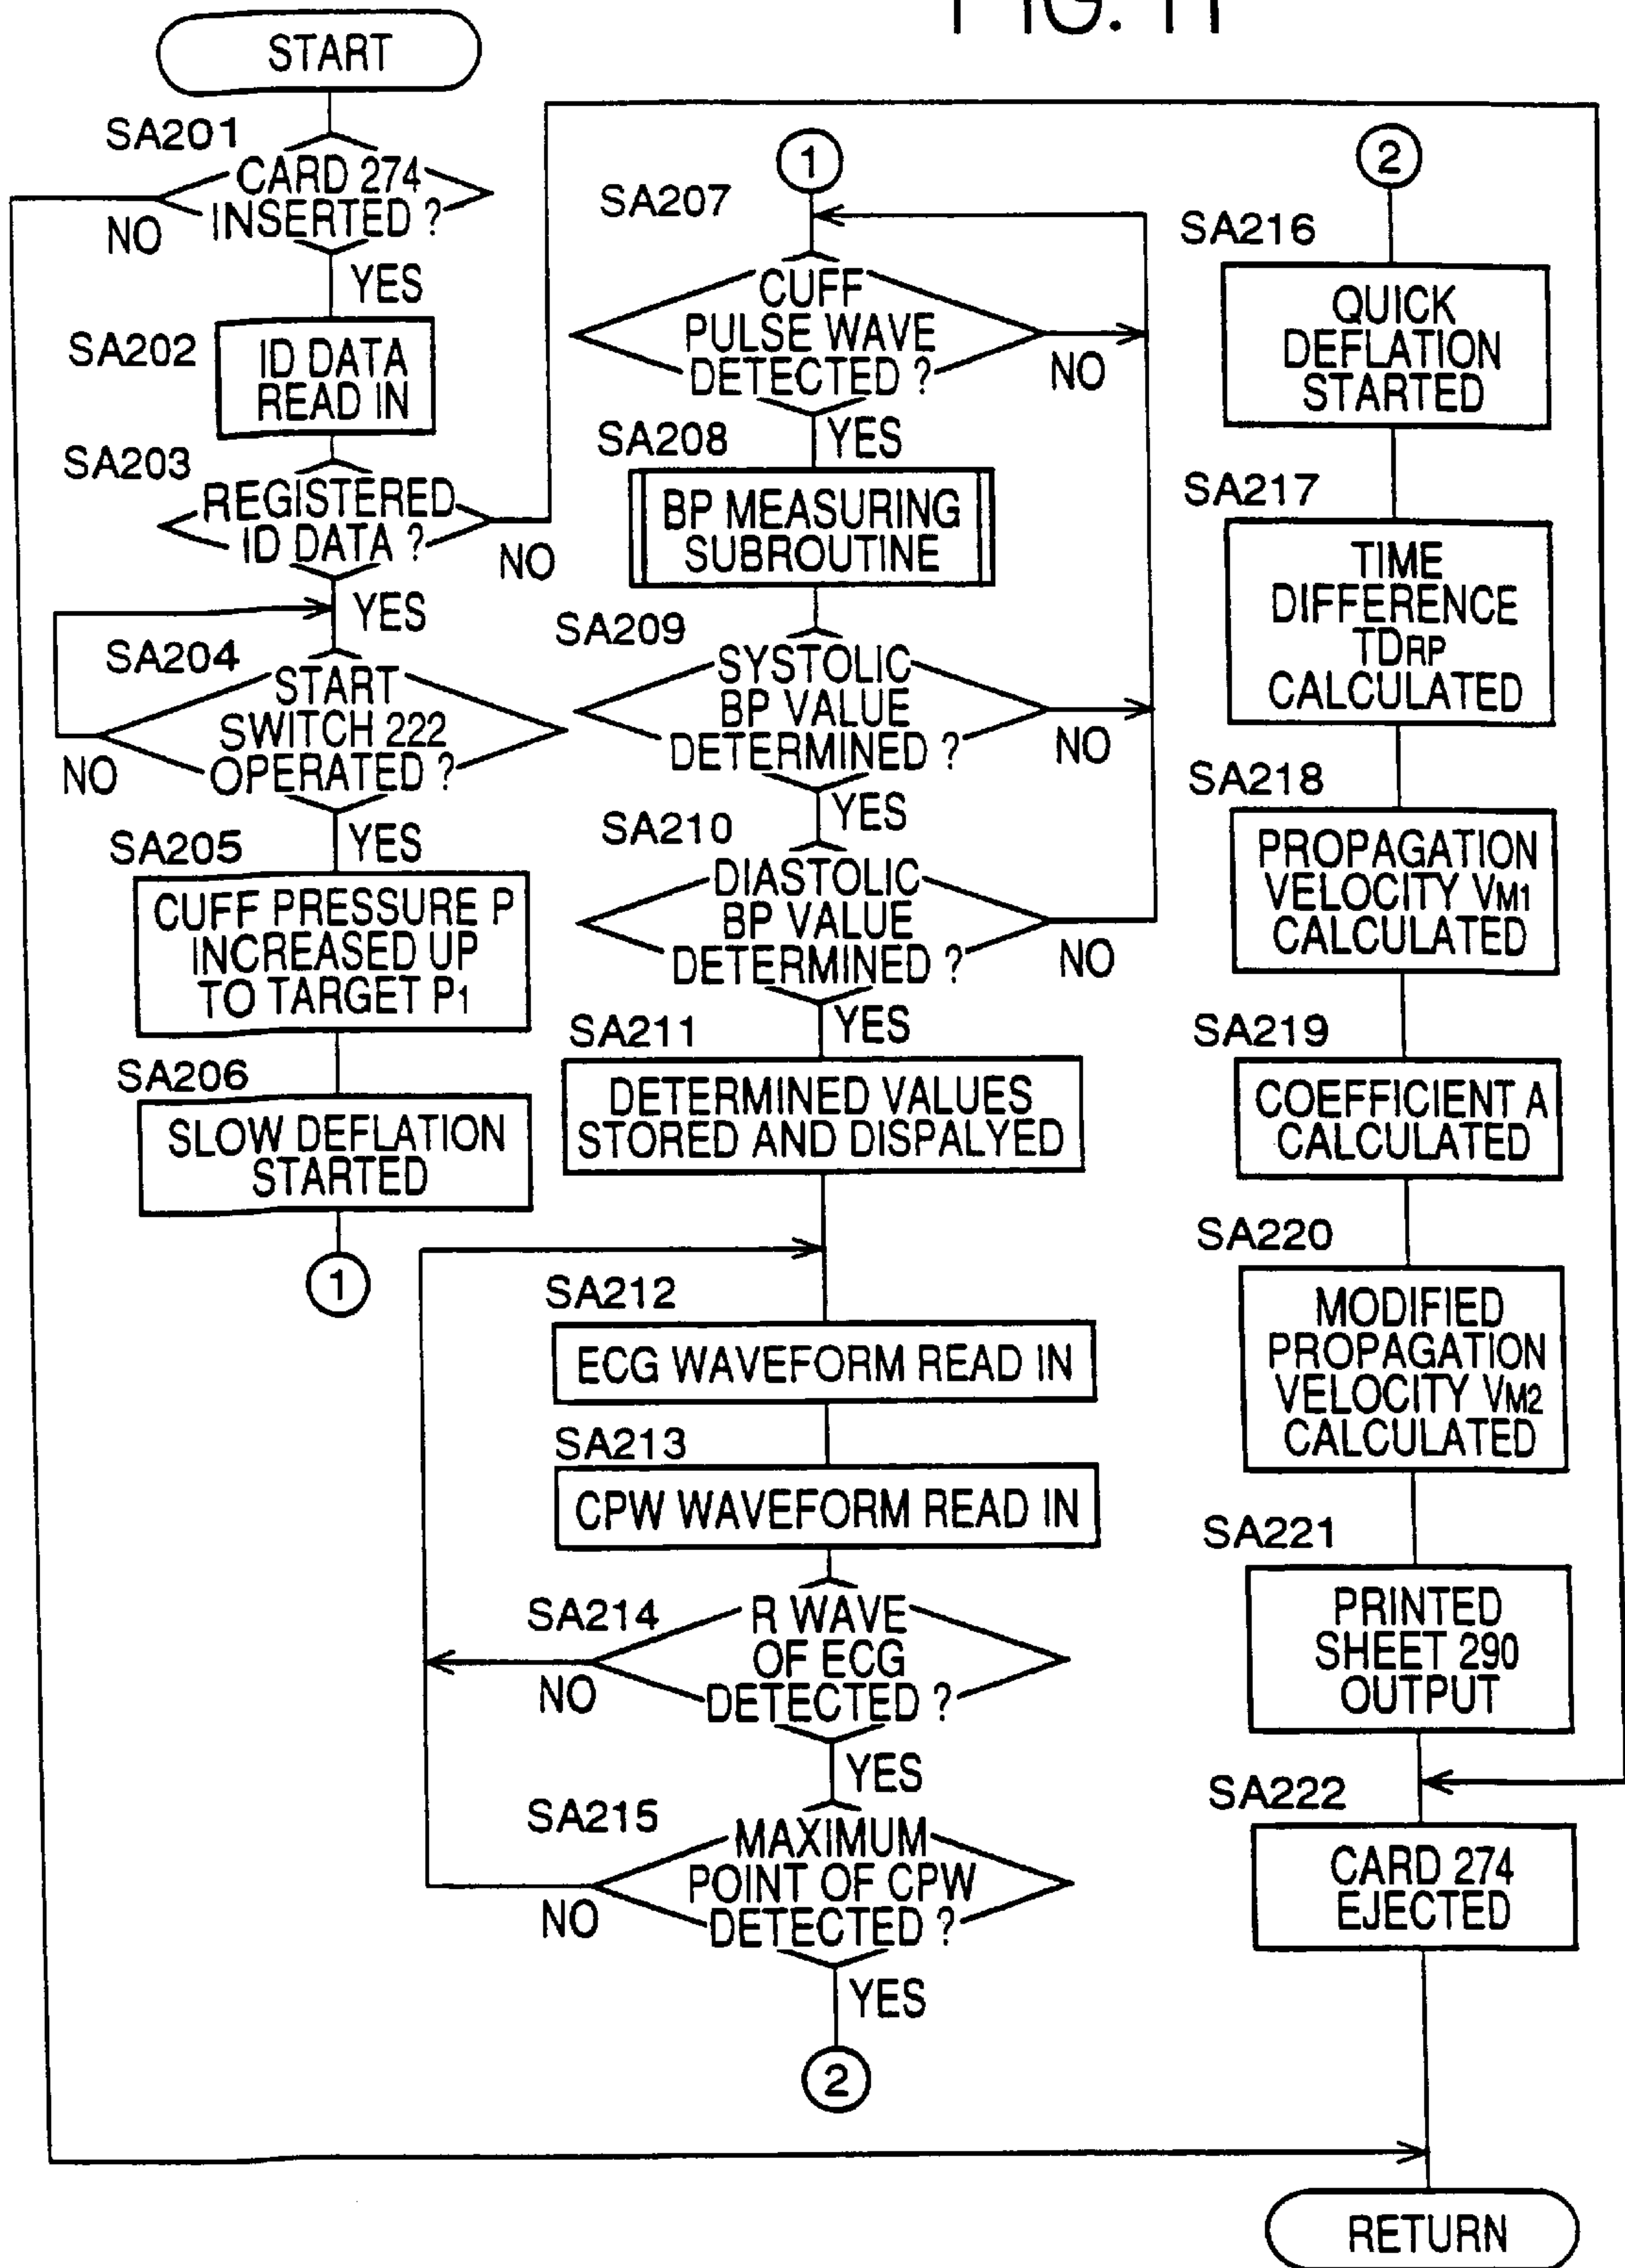 FIG. 11
START
SA201
CARD 274
INSERTED ?
NO
YES
SA202
ID DATA
READ IN
SA203
REGISTERED
ID DATA ?
NO
YES
SA204
START
SWITCH 222
OPERATED ?
NO
YES
SA205
CUFF PRESSURE P
INCREASED UP
TO TARGET P1
SA206
SLOW DEFLATION
STARTED
1
1
SA207
CUFF
PULSE WAVE
DETECTED ?
NO
YES
SA208
BP MEASURING
SUBROUTINE
SA209
SYSTOLIC
BP VALUE
DETERMINED ?
NO
YES
SA210
DIASTOLIC
BP VALUE
DETERMINED ?
NO
YES
SA211
DETERMINED VALUES
STORED AND DISPALYED
SA212
ECG WAVEFORM READ IN
SA213
CPW WAVEFORM READ IN
SA214
R WAVE
OF ECG
DETECTED ?
NO
YES
SA215
MAXIMUM
POINT OF CPW
DETECTED ?
NO
YES
2
2
SA216
QUICK
DEFLATION
STARTED
SA217
TIME
DIFFERENCE
TDRP
CALCULATED
SA218
PROPAGATION
VELOCITY VM1
CALCULATED
SA219
COEFFICIENT A
CALCULATED
SA220
MODIFIED
PROPAGATION
VELOCITY VM2
CALCULATED
SA221
PRINTED
SHEET 290
OUTPUT
SA222
CARD 274
EJECTED
RETURN